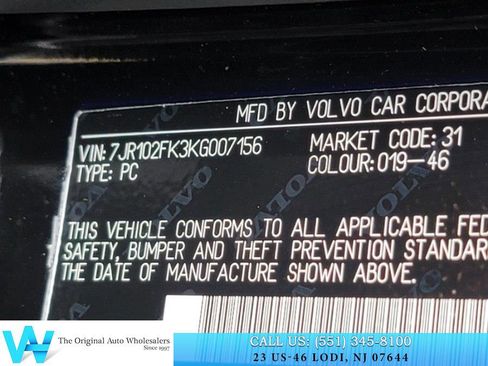 MFD BY VOLVO CAR CORPORA
VIN: 7JR102FK3KG007156 MARKET CODE: 31
TYPE: PC COLOUR: 019-46
THIS VEHICLE CONFORMS TO ALL APPLICABLE FED
SAFETY, BUMPER AND THEFT PREVENTION STANDAR
THE DATE OF MANUFACTURE SHOWN ABOVE.
The Original Auto Wholesalers
Since 1997
CALL US: (551) 345-8100
23 US-46 LODI, NJ 07644